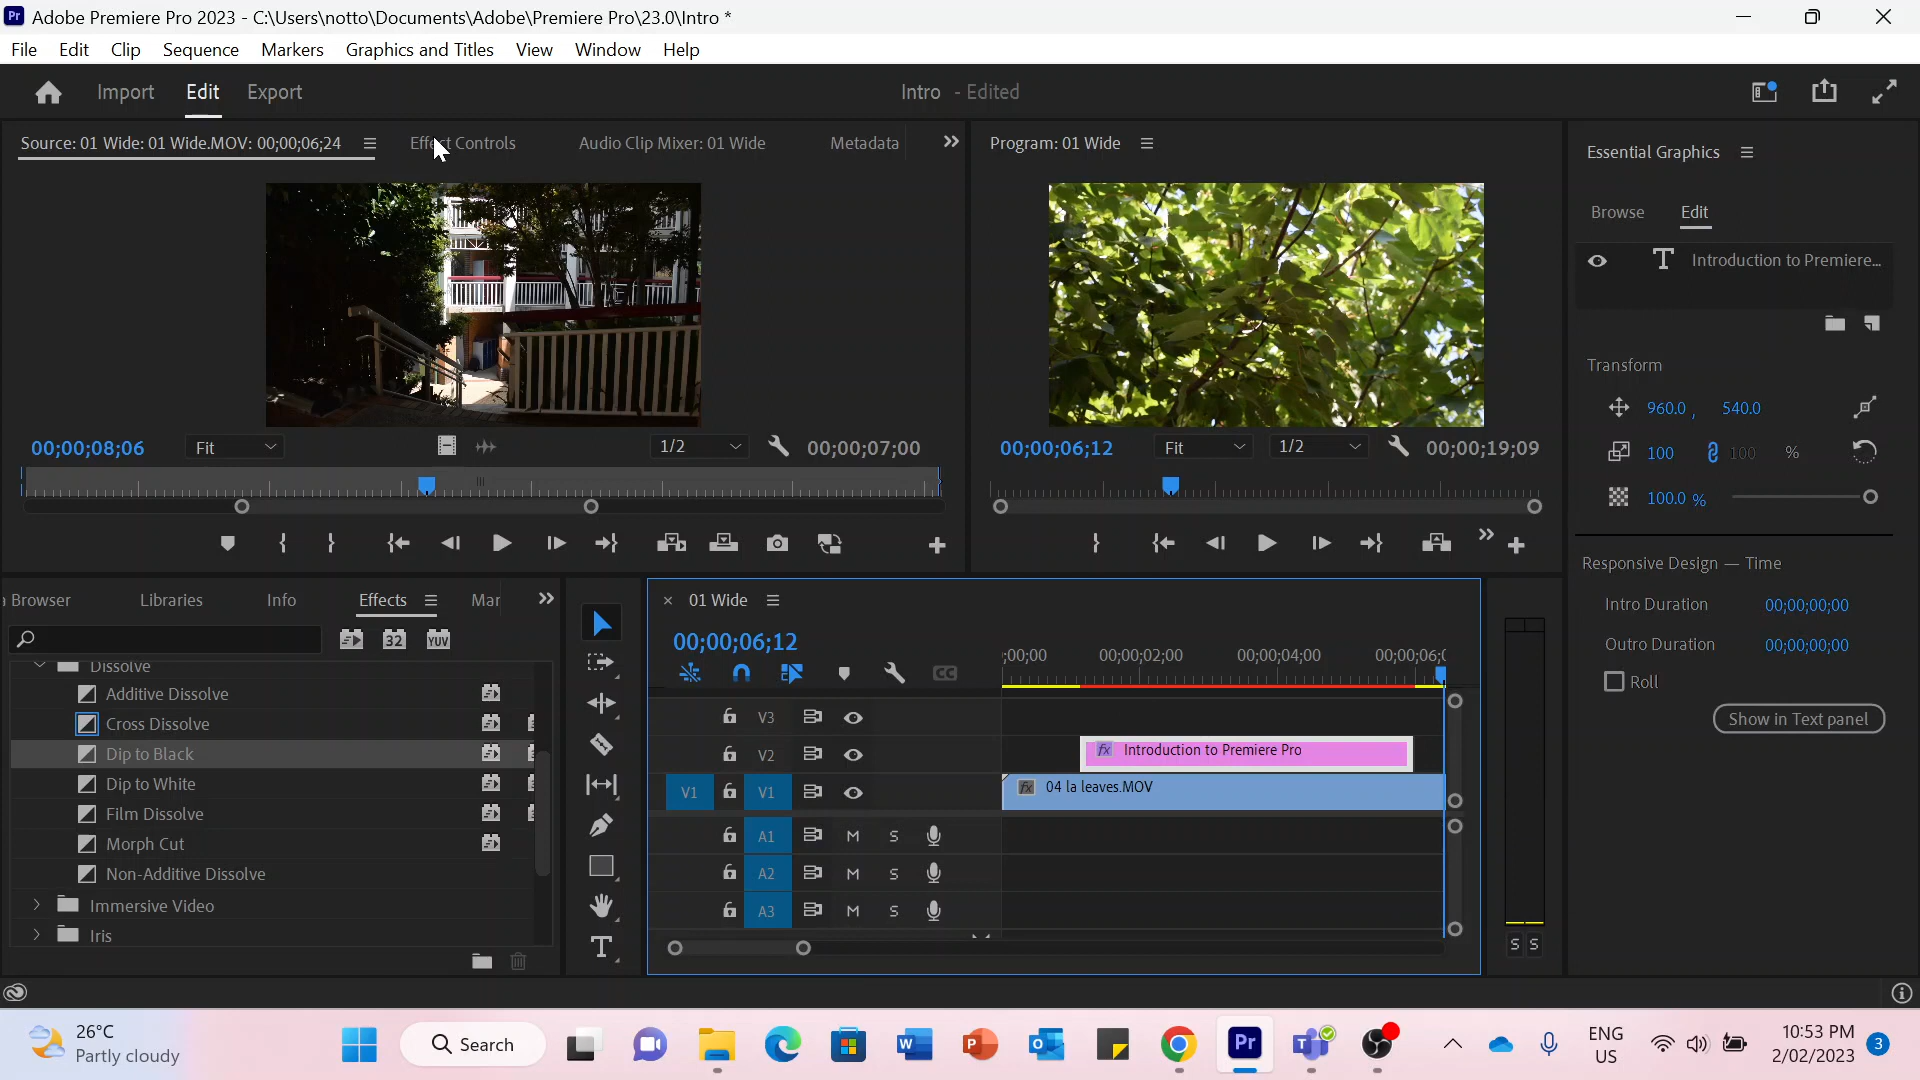 Pr Adobe Premiere Pro 2023 - C:\Users\notto\Documents\Adobe\Premiere Pro\23.0\Intro *
File Edit Clip Sequence Markers Graphics and Titles View Window Help
Import Edit Export Intro - Edited
Source: 01 Wide: 01 Wide.MOV: 00;00;06;24 Effect Controls Audio Clip Mixer: 01 Wide Metadata
Program: 01 Wide
Essential Graphics
Browse Edit
Introduction to Premiere...
Transform
960.0 , 540.0
100 100 %
100.0 %
00;00;08;06 Fit 1/2 00;00;07;00
00;00;06;12 Fit 1/2 00;00;19;09
Responsive Design — Time
Intro Duration 00;00;00;00
Outro Duration 00;00;00;00
Roll
Show in Text panel
Browser Libraries Info Effects Mar
32 YUV
Dissolve
Additive Dissolve
Cross Dissolve
Dip to Black
Dip to White
Film Dissolve
Morph Cut
Non-Additive Dissolve
Immersive Video
Iris
01 Wide
00;00;06;12
CC
;00;00 00;00;02;00 00;00;04;00 00;00;06;0
V3
V2 fx Introduction to Premiere Pro
V1 V1 fx 04 la leaves.MOV
A1 M S
A2 M S
A3 M S
S S
26°C
Partly cloudy
Search
W P Pr
ENG
US
10:53 PM
2/02/2023
3